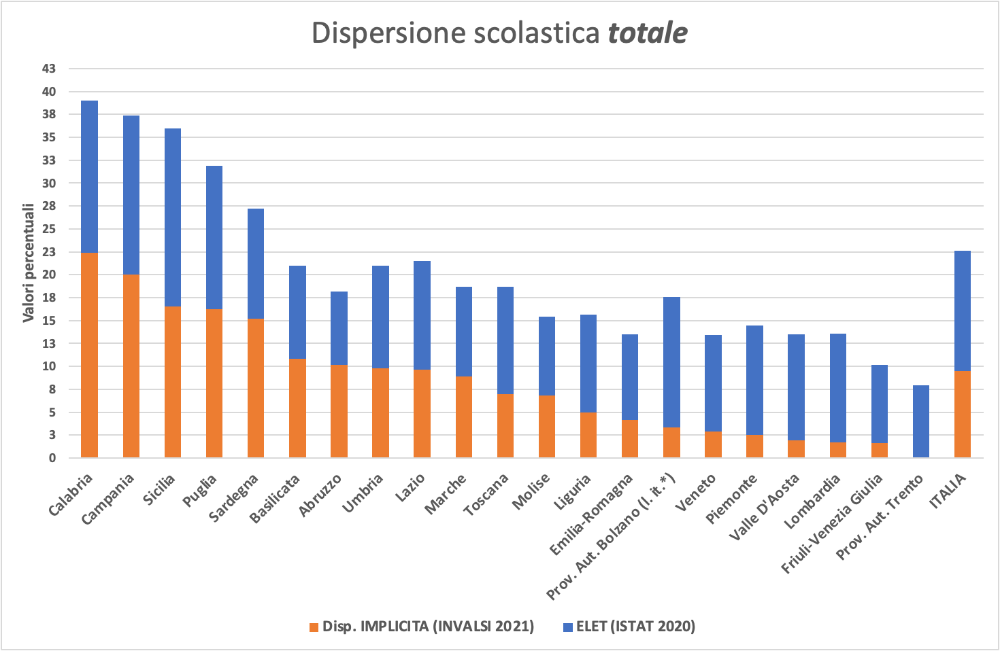 Dispersione scolastica totale
Valori percentuali
43
40
38
35
33
30
28
25
23
20
18
15
13
10
8
5
3
0
Calabria
Campania
Sicilia
Puglia
Sardegna
Basilicata
Abruzzo
Umbria
Lazio
Marche
Toscana
Molise
Liguria
Emilia-Romagna
Prov. Aut. Bolzano (l. it.*)
Veneto
Piemonte
Valle D'Aosta
Lombardia
Friuli-Venezia Giulia
Prov. Aut. Trento
ITALIA
Disp. IMPLICITA (INVALSI 2021)
ELET (ISTAT 2020)